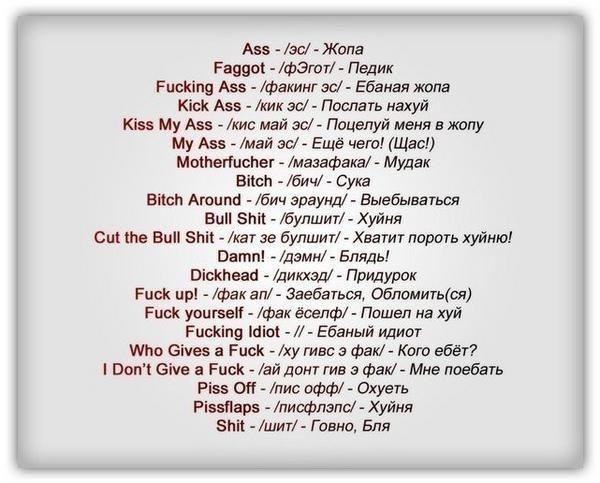 Ass - /эс/ - Жопа
Faggot - /фЭгот/ - Педик
Fucking Ass - /факинг эс/ - Ебаная жопа
Kick Ass - /кик эс/ - Послать нахуй
Kiss My Ass - /кис май эс/ - Поцелуй меня в жопу
My Ass - /май эс/ - Ещё чего! (Щас!)
Motherfucher - /мазафака/ - Мудак
Bitch - /бич/ - Сука
Bitch Around - /бич эраунд/ - Выебываться
Bull Shit - /булшит/ - Хуйня
Cut the Bull Shit - /кат зе булшит/ - Хватит пороть хуйню!
Damn! - /дэмн/ - Блядь!
Dickhead - /дикхэд/ - Придурок
Fuck up! - /фак ап/ - Заебаться, Обломить(ся)
Fuck yourself - /фак ёселф/ - Пошел на хуй
Fucking Idiot - // - Ебаный идиот
Who Gives a Fuck - /ху гивс э фак/ - Кого ебёт?
I Don't Give a Fuck - /ай донт гив э фак/ - Мне поебать
Piss Off - /пис офф/ - Охуеть
Pissflaps - /писфлэпс/ - Хуйня
Shit - /шит/ - Говно, Бля